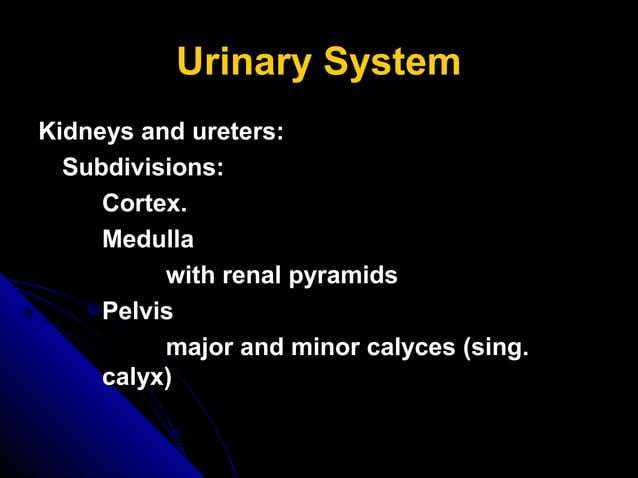 Urinary System
Kidneys and ureters:
Subdivisions:
Cortex.
Medulla
with renal pyramids
Pelvis
major and minor calyces (sing.
calyx)